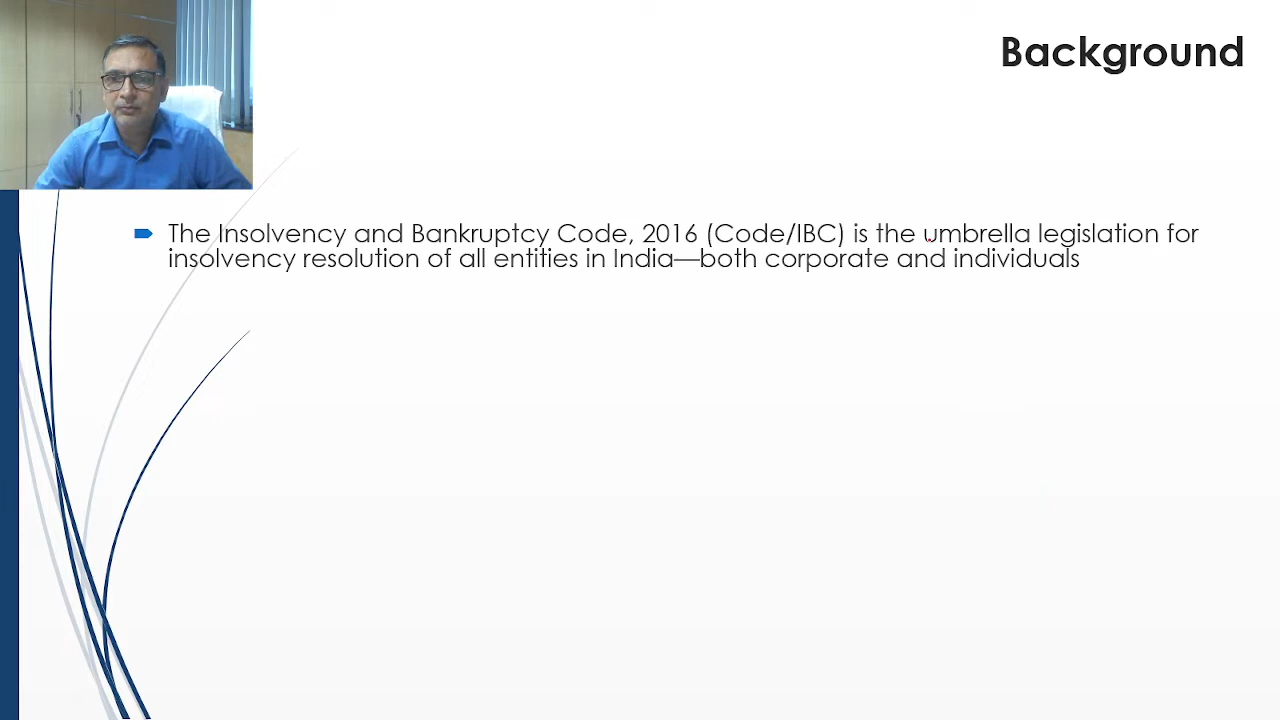 Background
The Insolvency and Bankruptcy Code, 2016 (Code/IBC) is the umbrella legislation for
insolvency resolution of all entities in India—both corporate and individuals